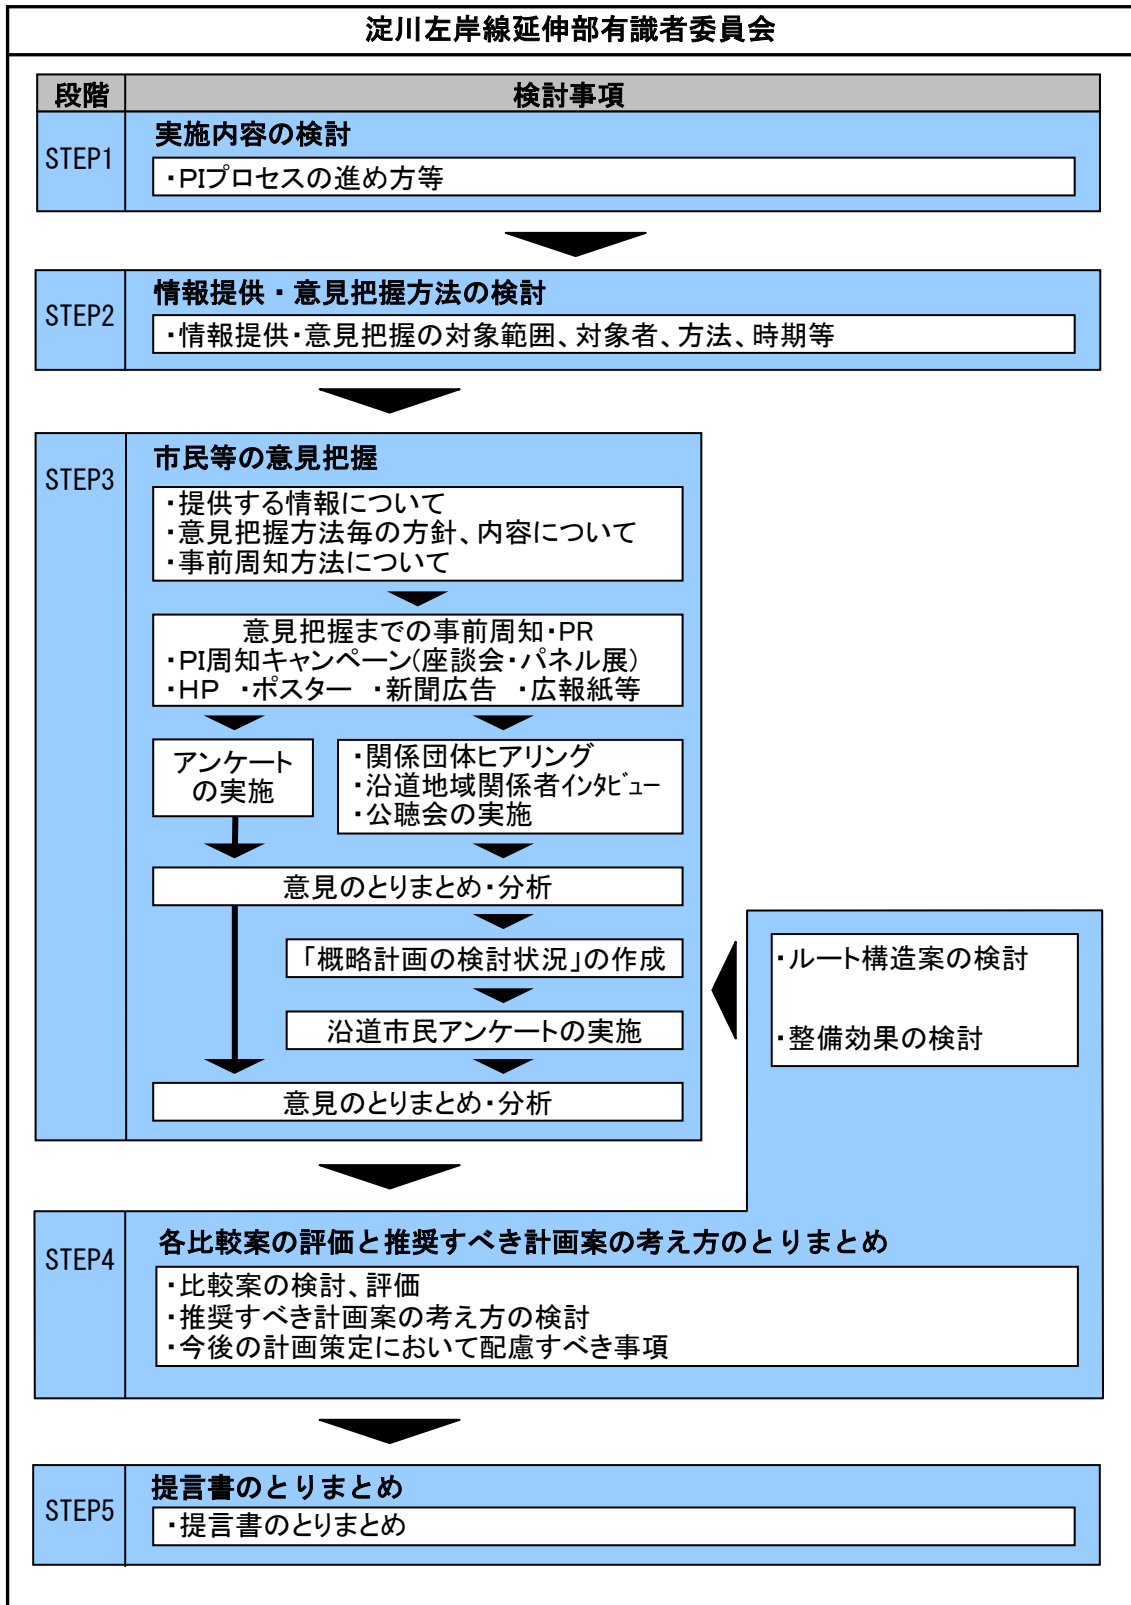 淀川左岸線延伸部有識者委員会
段階
検討事項
STEP1
実施内容の検討
・PIプロセスの進め方等
STEP2
情報提供・意見把握方法の検討
・情報提供・意見把握の対象範囲、対象者、方法、時期等
STEP3
市民等の意見把握
・提供する情報について
・意見把握方法毎の方針、内容について
・事前周知方法について
意見把握までの事前周知・PR
・PI周知キャンペーン(座談会・パネル展)
・HP ・ポスター ・新聞広告 ・広報紙等
アンケート
の実施
・関係団体ヒアリング
・沿道地域関係者ｲﾝﾀﾋﾞｭｰ
・公聴会の実施
意見のとりまとめ・分析
「概略計画の検討状況」の作成
沿道市民アンケートの実施
意見のとりまとめ・分析
・ルート構造案の検討
・整備効果の検討
STEP4
各比較案の評価と推奨すべき計画案の考え方のとりまとめ
・比較案の検討、評価
・推奨すべき計画案の考え方の検討
・今後の計画策定において配慮すべき事項
STEP5
提言書のとりまとめ
・提言書のとりまとめ